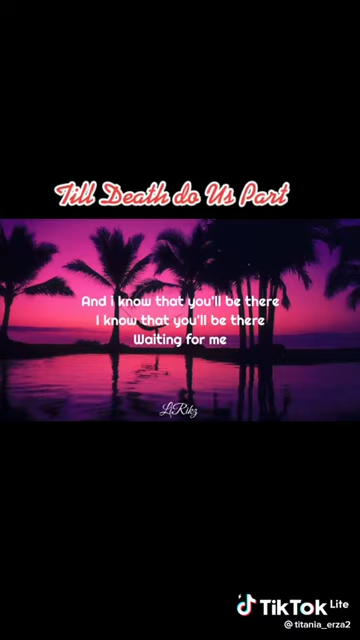 Till Death do Us Part
And i know that you'll be there
I know that you'll be there
Waiting for me
LiRikz
TikTok Lite
@titania_erza2